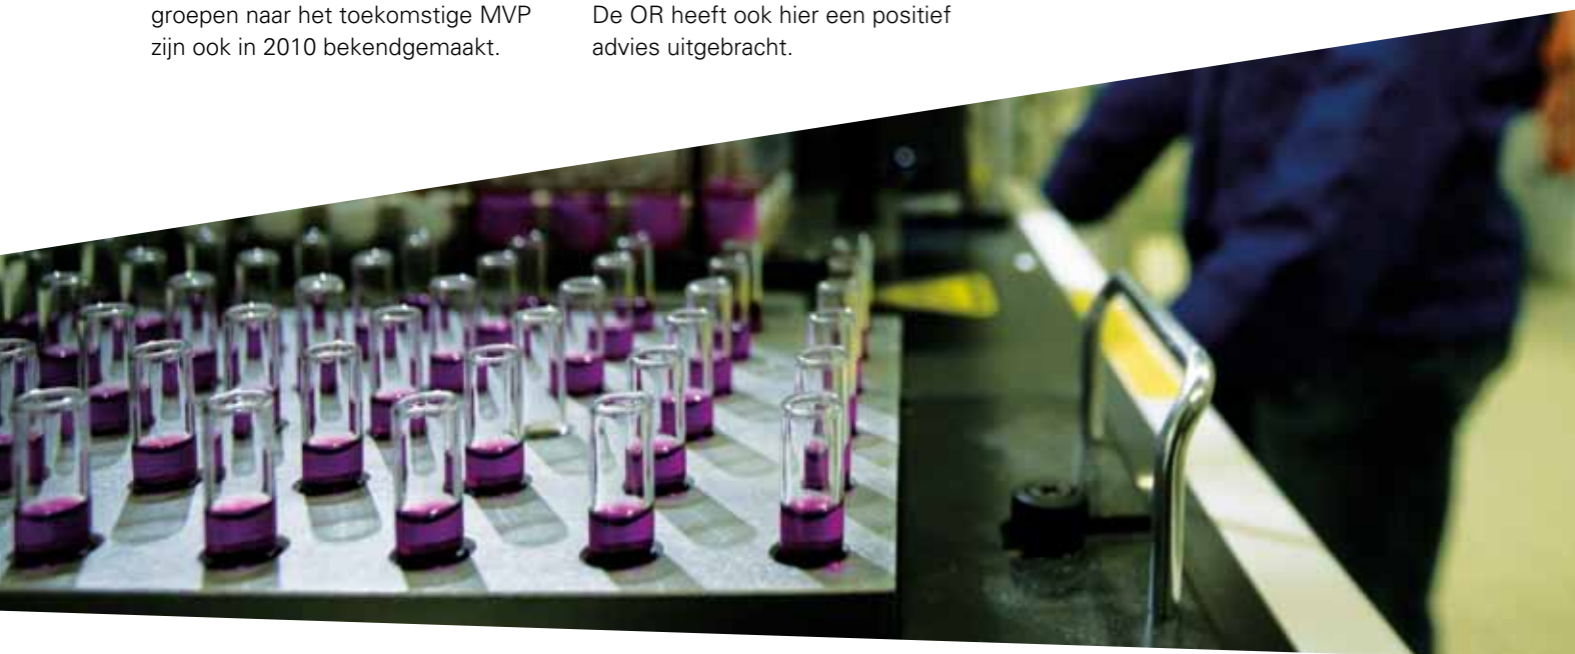 groepen naar het toekomstige MVP
zijn ook in 2010 bekendgemaakt.
De OR heeft ook hier een positief
advies uitgebracht.